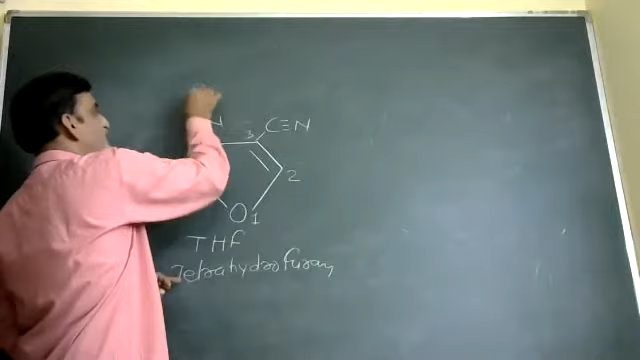 N
3 C≡N
2
O 1
THF
Tetrahydrofuran,